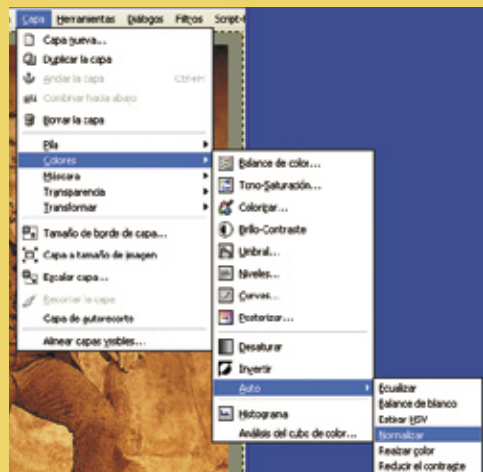 Capa Herramientas Diálogos Filtros Script-F
Capa nueva...
Duplicar la capa
Anclar la capa Ctrl+H
Combinar hacia abajo
Borrar la capa
Pila
Colores
Máscara
Transparencia
Transformar
Tamaño de borde de capa...
Capa a tamaño de imagen
Escalar capa...
Recortar la capa
Capa de autorecorte
Alinear capas visibles...
Balance de color...
Tono-Saturación...
Colorizar...
Brillo-Contraste
Umbral...
Niveles...
Curvas...
Posterizar...
Desaturar
Invertir
Auto
Histograma
Análisis del cubo de color...
Ecualizar
Balance de blanco
Estirar HSV
Normalizar
Realzar color
Reducir el contraste